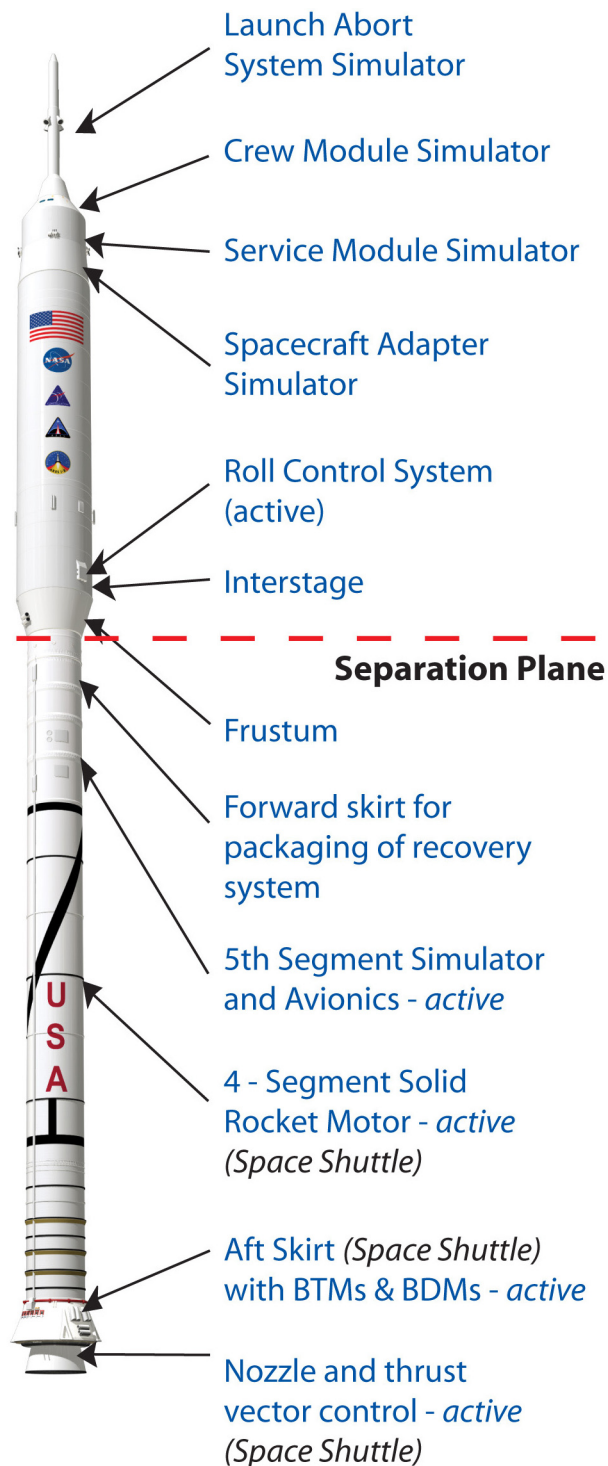 Launch Abort
System Simulator
Crew Module Simulator
Service Module Simulator
NASA
Spacecraft Adapter
Simulator
Roll Control System
(active)
Interstage
Separation Plane
Frustum
Forward skirt for
packaging of recovery
system
5th Segment Simulator
and Avionics - active
U
S
A
4 - Segment Solid
Rocket Motor - active
(Space Shuttle)
Aft Skirt (Space Shuttle)
with BTMs & BDMs - active
Nozzle and thrust
vector control - active
(Space Shuttle)